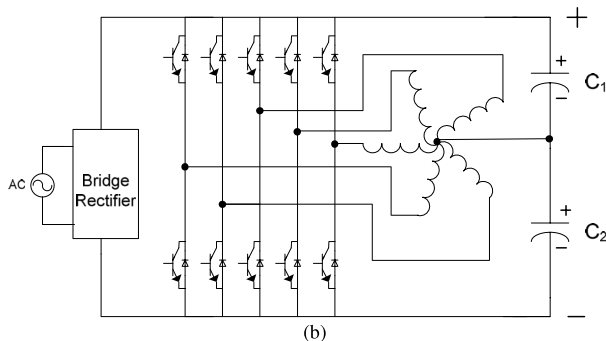 +
+
C1
−
AC
Bridge
Rectifier
+
C2
−
−
(b)